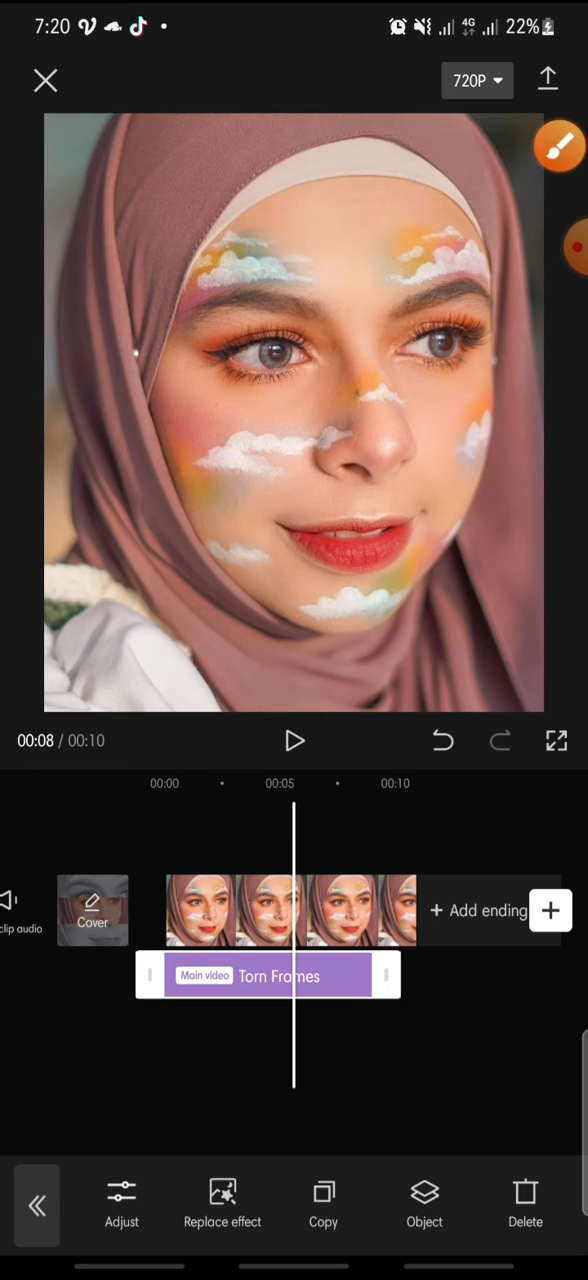 7:20
4G
22%
720P
00:08 / 00:10
00:00
00:05
00:10
clip audio
Cover
+ Add ending
Main video
Torn Frames
Adjust
Replace effect
Copy
Object
Delete